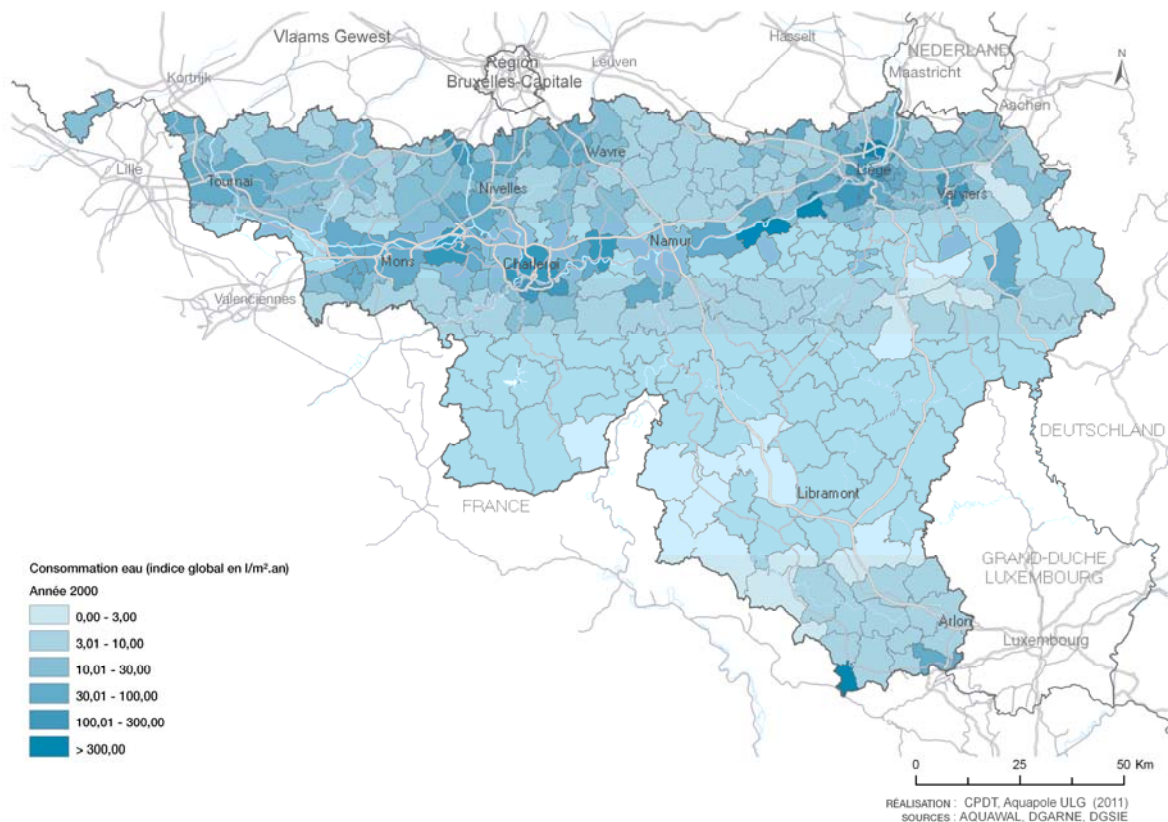 Vlaams Gewest
Hasselt
NEDERLAND
Région
Bruxelles-Capitale
Leuven
Maastricht
N
Kortrijk
Aachen
Lille
Wavre
Liège
Tournai
Nivelles
Verviers
Namur
Mons
Charleroi
Valenciennes
DEUTSCHLAND
Libramont
FRANCE
GRAND-DUCHE
LUXEMBOURG
Arlon
Luxembourg
Consommation eau (indice global en l/m².an)
Année 2000
0,00 - 3,00
3,01 - 10,00
10,01 - 30,00
30,01 - 100,00
100,01 - 300,00
> 300,00
0 25 50 Km
RÉALISATION : CPDT, Aquapole ULG (2011)
SOURCES : AQUAWAL, DGARNE, DGSIE